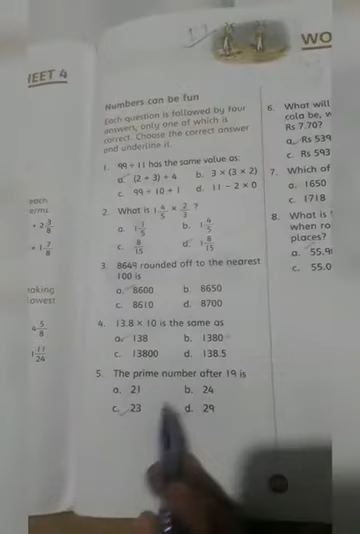 WO
EET 4
Numbers can be fun
Each question is followed by four
answers, only one of which is
correct. Choose the correct answer
and underline it.
1. 99 ÷ 11 has the same value as:
a. (2 + 3) + 4 b. 3 × (3 × 2)
c. 99 ÷ 10 + 1 d. 11 − 2 × 0
2. What is 1 4/5 × 2/3 ?
a. 1 1/5 b. 1 4/5
c. 8/15 d. 1 8/15
3. 8649 rounded off to the nearest
100 is
a. 8600 b. 8650
c. 8610 d. 8700
4. 13.8 × 10 is the same as
a. 138 b. 1380
c. 13800 d. 138.5
5. The prime number after 19 is
a. 21 b. 24
c. 23 d. 29
6. What will
cola be, w
Rs 7.70?
a. Rs 539
c. Rs 593
7. Which of
a. 1650
c. 1718
8. What is
when ro
places?
a. 55.9
c. 55.0
each
erms.
+ 2 3/8
+ 1 7/8
aking
owest
4 5/8
1 11/24